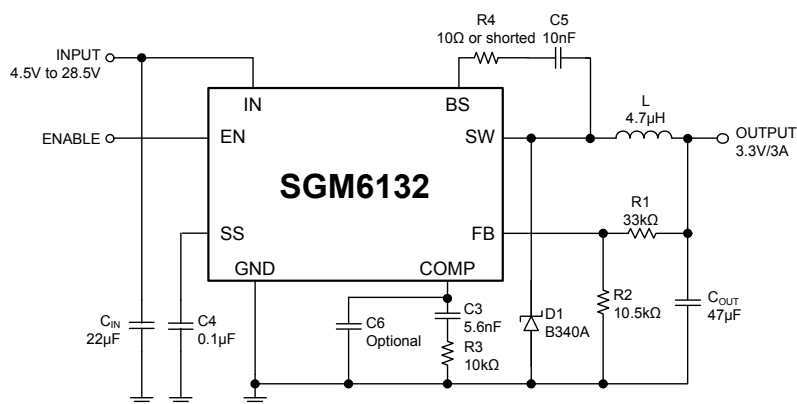 R4
10Ω or shorted
C5
10nF
INPUT
4.5V to 28.5V
IN
BS
L
4.7μH
ENABLE
EN
SW
OUTPUT
3.3V/3A
SGM6132
R1
33kΩ
SS
FB
GND
COMP
CIN
22μF
C4
0.1μF
C6
Optional
C3
5.6nF
R3
10kΩ
D1
B340A
R2
10.5kΩ
COUT
47μF